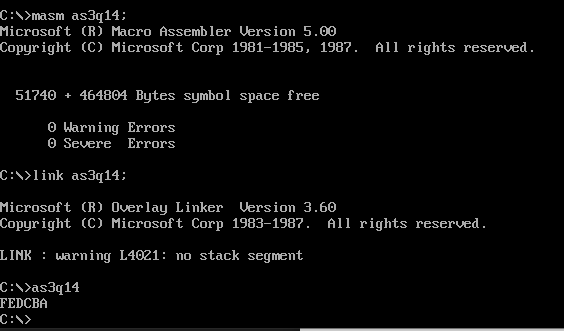 C:\>masm as3q14;
Microsoft (R) Macro Assembler Version 5.00
Copyright (C) Microsoft Corp 1981-1985, 1987.  All rights reserved.
51740 + 464804 Bytes symbol space free
0 Warning Errors
0 Severe  Errors
C:\>link as3q14;
Microsoft (R) Overlay Linker  Version 3.60
Copyright (C) Microsoft Corp 1983-1987.  All rights reserved.
LINK : warning L4021: no stack segment
C:\>as3q14
FEDCBA
C:\>